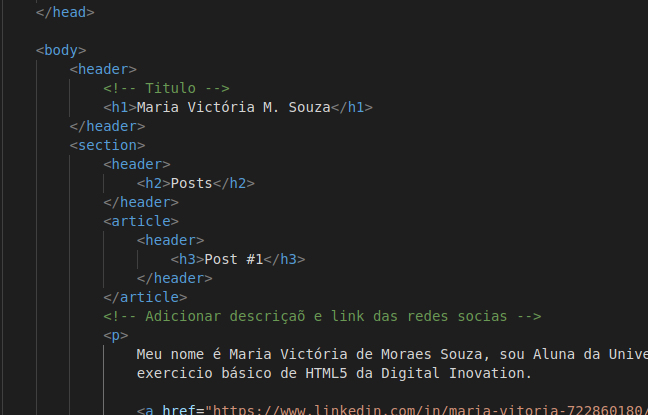 </head>
<body>
<header>
<!-- Titulo -->
<h1>Maria Victória M. Souza</h1>
</header>
<section>
<header>
<h2>Posts</h2>
</header>
<article>
<header>
<h3>Post #1</h3>
</header>
</article>
<!-- Adicionar descriçaõ e link das redes socias -->
<p>
Meu nome é Maria Victória de Moraes Souza, sou Aluna da Unive
exercicio básico de HTML5 da Digital Inovation.
<a href="https://www.linkedin.com/in/maria-vitoria-722860180/